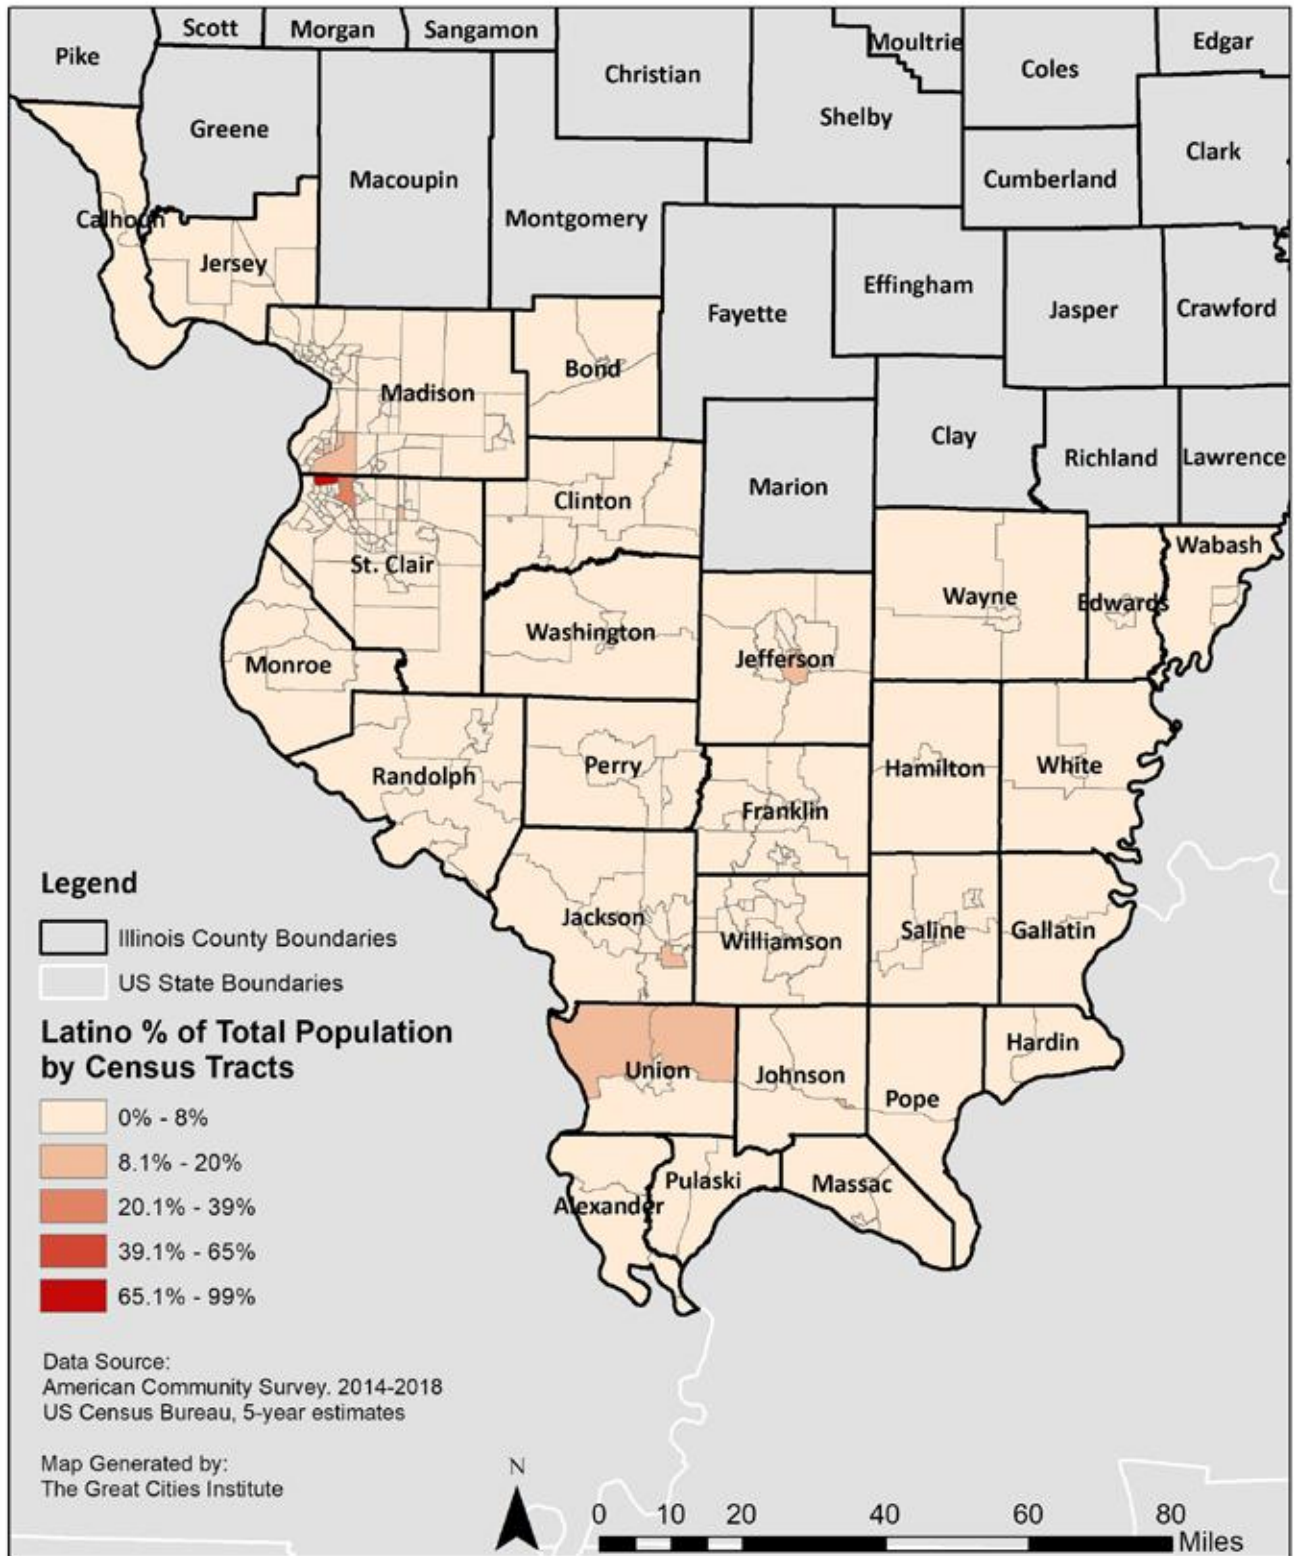 Scott
Morgan
Sangamon
Pike
Moultrie
Edgar
Christian
Coles
Greene
Shelby
Clark
Macoupin
Cumberland
Calhoun
Montgomery
Jersey
Effingham
Fayette
Jasper
Crawford
Bond
Madison
Clay
Richland
Lawrence
Marion
Clinton
Wabash
St. Clair
Wayne
Edwards
Washington
Jefferson
Monroe
Randolph
Perry
Hamilton
White
Franklin
Jackson
Williamson
Saline
Gallatin
Hardin
Union
Johnson
Pope
Pulaski
Massac
Alexander
Legend
Illinois County Boundaries
US State Boundaries
Latino % of Total Population
by Census Tracts
0% - 8%
8.1% - 20%
20.1% - 39%
39.1% - 65%
65.1% - 99%
Data Source:
American Community Survey. 2014-2018
US Census Bureau, 5-year estimates
Map Generated by:
The Great Cities Institute
N
0 10 20 40 60 80
Miles